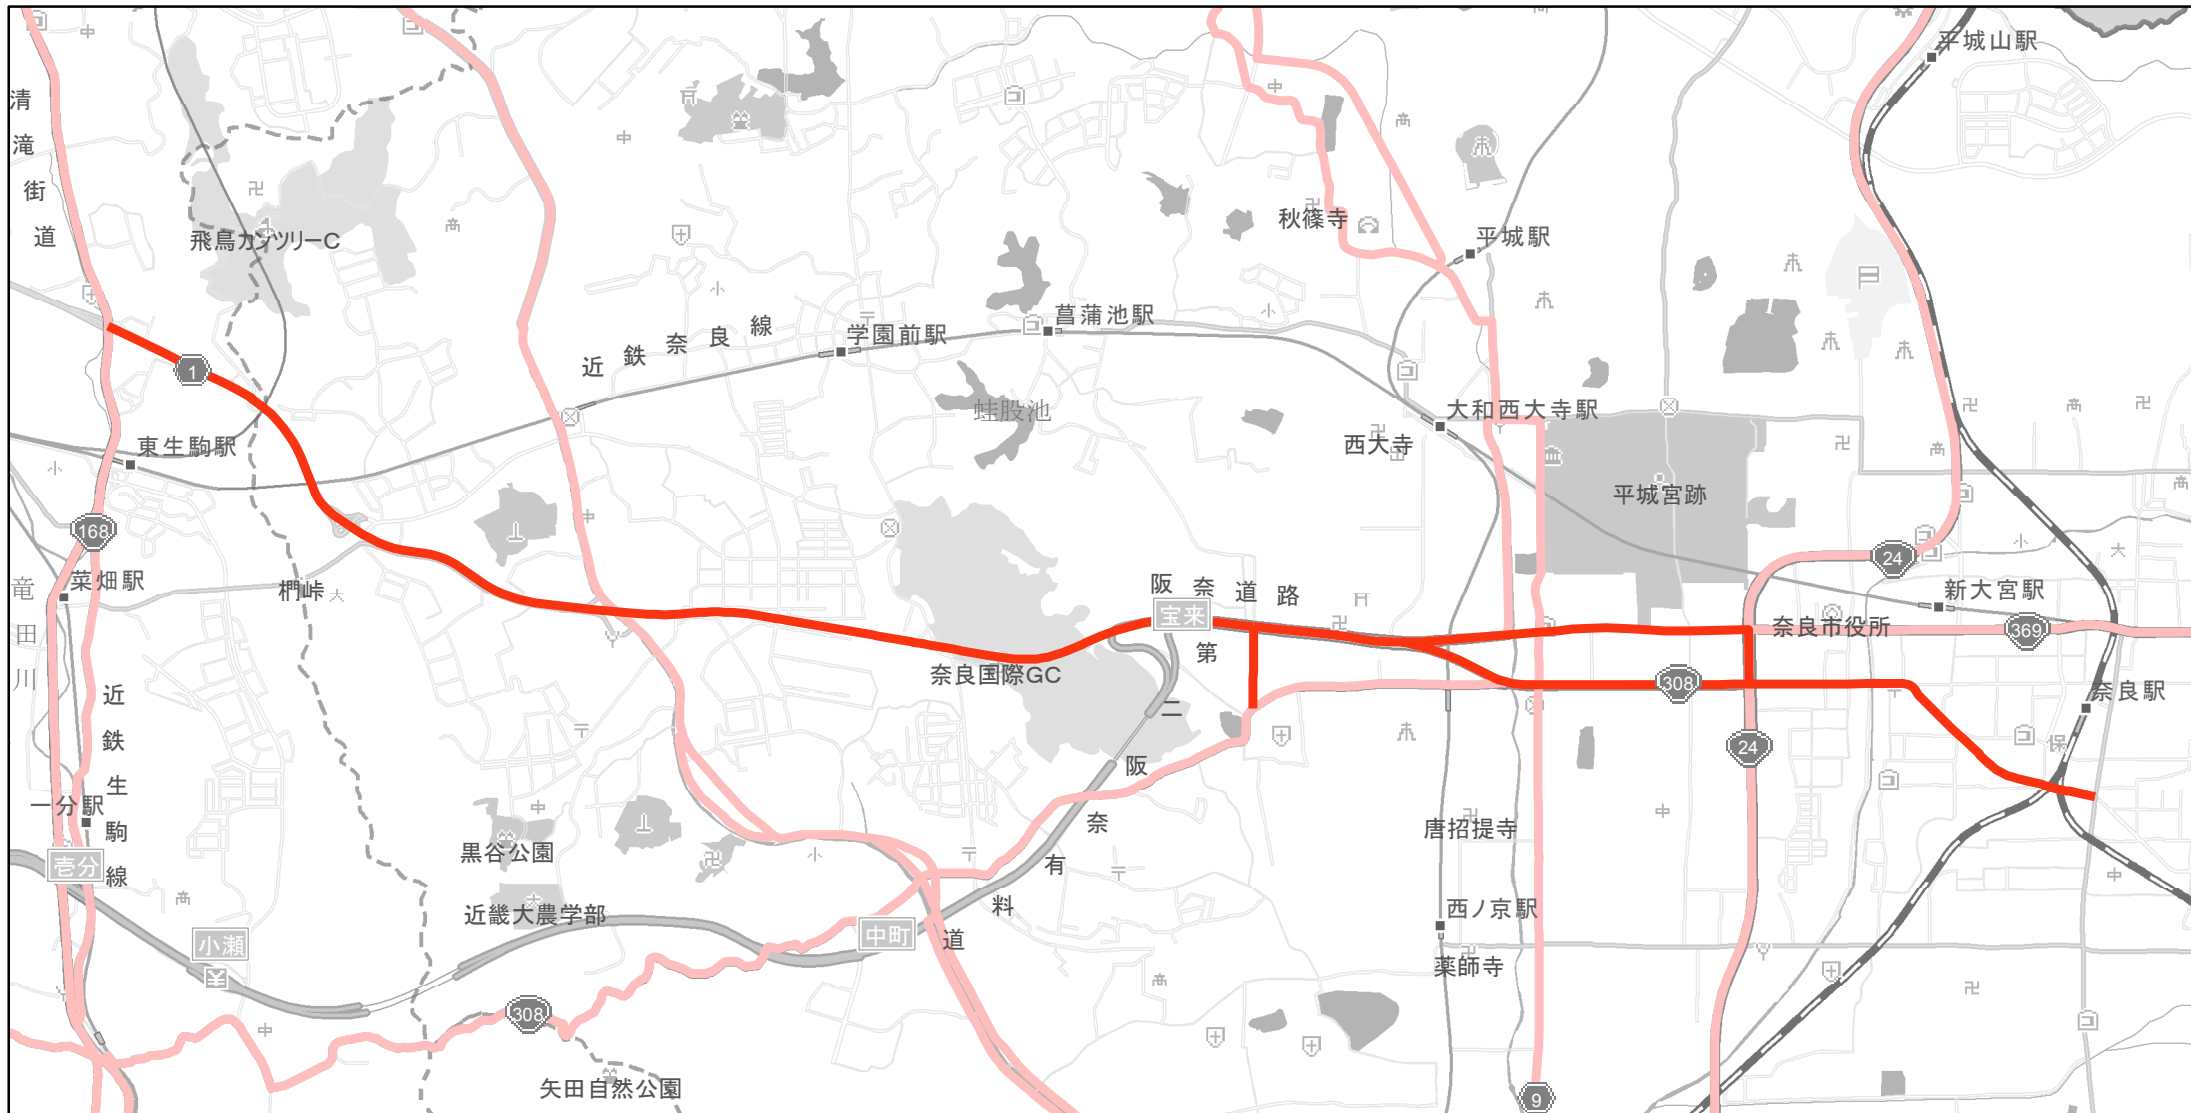 平城山駅
清滝街道
秋篠寺
平城駅
飛鳥カンツリーC
菖蒲池駅
近鉄奈良線
学園前駅
1
蛙股池
大和西大寺駅
東生駒駅
西大寺
平城宮跡
168
24
菜畑駅
椚峠
阪奈道路
新大宮駅
宝来
奈良市役所
369
竜田川
第二阪奈有料道
奈良国際GC
308
奈良駅
近鉄生駒線
24
保
一分駅
唐招提寺
黒谷公園
壱分
近畿大農学部
西ノ京駅
小瀬
中町
薬師寺
308
矢田自然公園
9